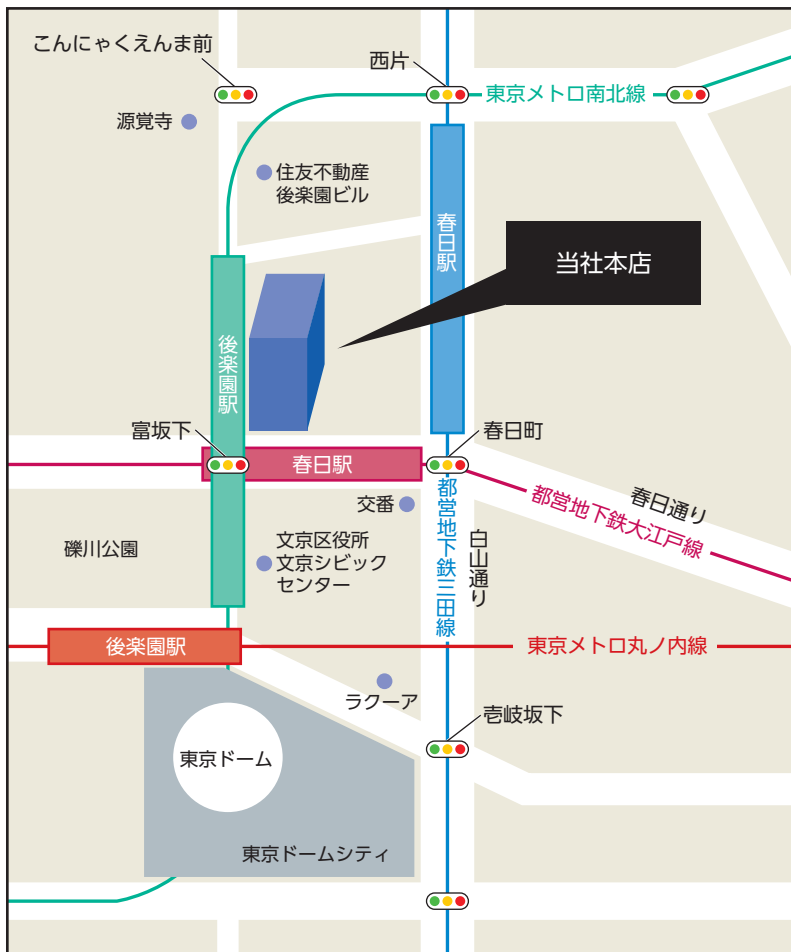 こんにゃくえんま前
西片
東京メトロ南北線
源覚寺
住友不動産
後楽園ビル
春日駅
当社本店
後楽園駅
富坂下
春日駅
春日町
交番
都営地下鉄三田線
白山通り
春日通り
都営地下鉄大江戸線
礫川公園
文京区役所
文京シビック
センター
後楽園駅
東京メトロ丸ノ内線
ラクーア
壱岐坂下
東京ドーム
東京ドームシティ